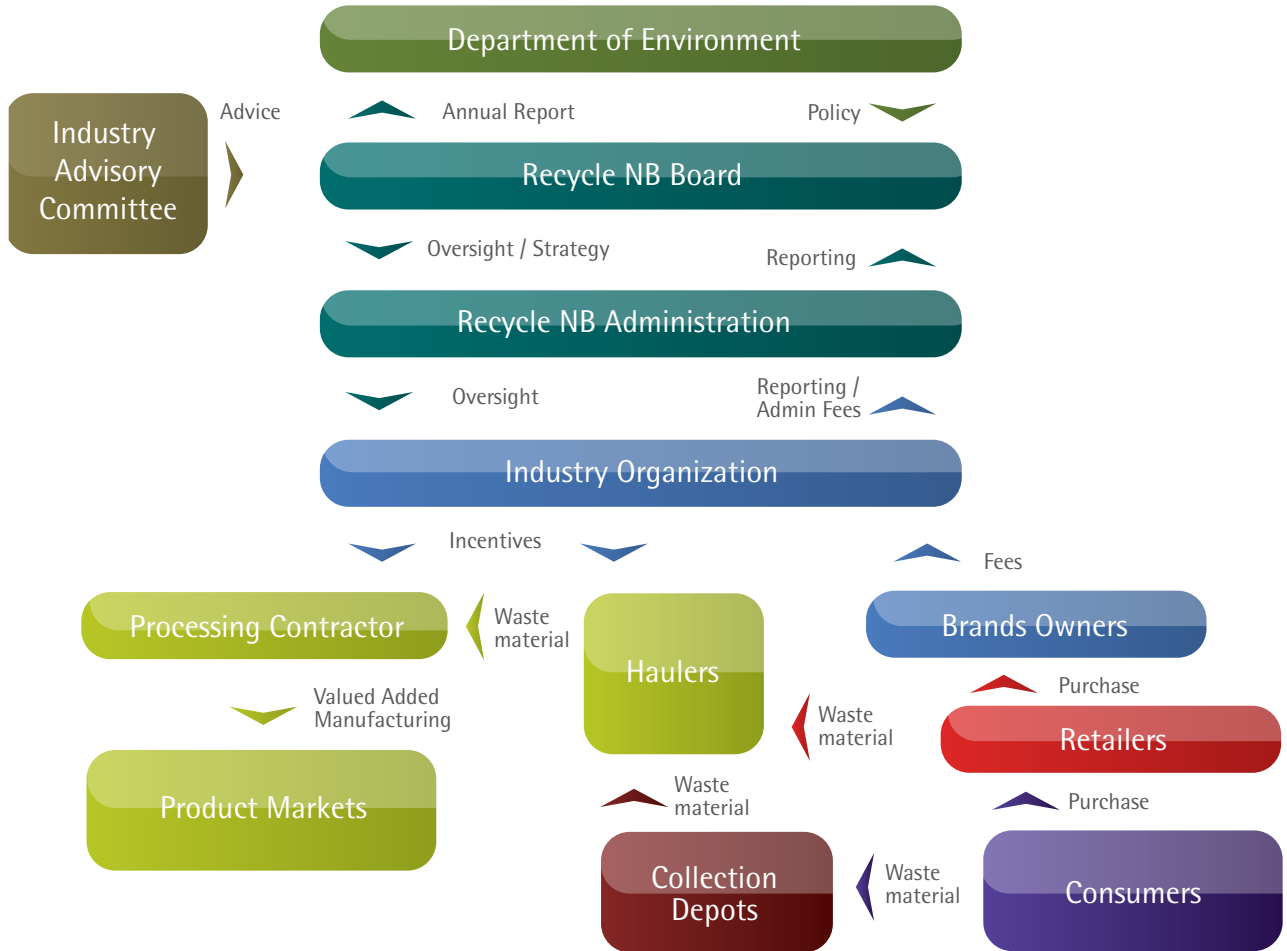 Department of Environment
Advice
Annual Report
Policy
Industry
Advisory
Committee
Recycle NB Board
Oversight / Strategy
Reporting
Recycle NB Administration
Oversight
Reporting /
Admin Fees
Industry Organization
Incentives
Fees
Processing Contractor
Waste
material
Haulers
Brands Owners
Purchase
Valued Added
Manufacturing
Waste
material
Retailers
Product Markets
Waste
material
Purchase
Collection
Depots
Waste
material
Consumers